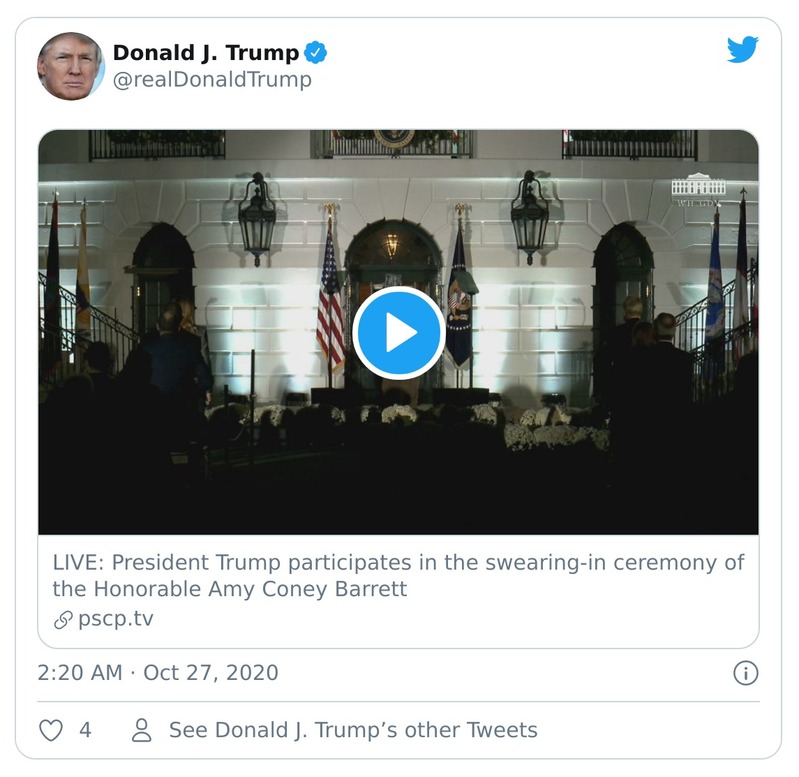 Donald J. Trump
@realDonaldTrump
WH.GOV
LIVE: President Trump participates in the swearing-in ceremony of
the Honorable Amy Coney Barrett
pscp.tv
2:20 AM · Oct 27, 2020
4
See Donald J. Trump’s other Tweets